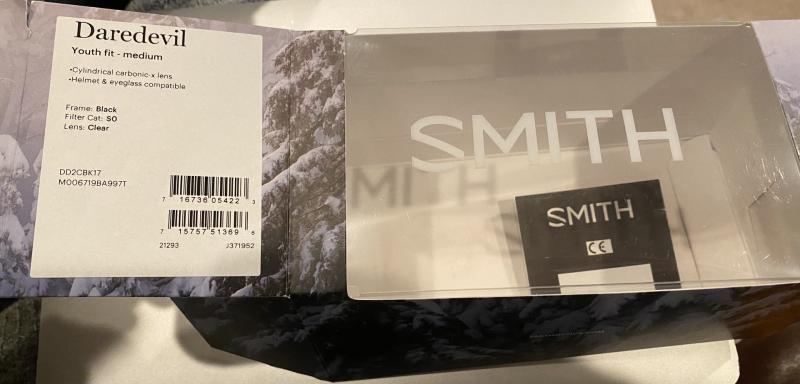 Daredevil
Youth fit - medium
•Cylindrical carbonic-x lens
•Helmet & eyeglass compatible
Frame: Black
Filter Cat: S0
Lens: Clear
DD2CBK17
M006719BA997T
7 16736 05422 3
7 15757 51369 6
21293 J371952
SMITH
SMITH
SMITH
CE